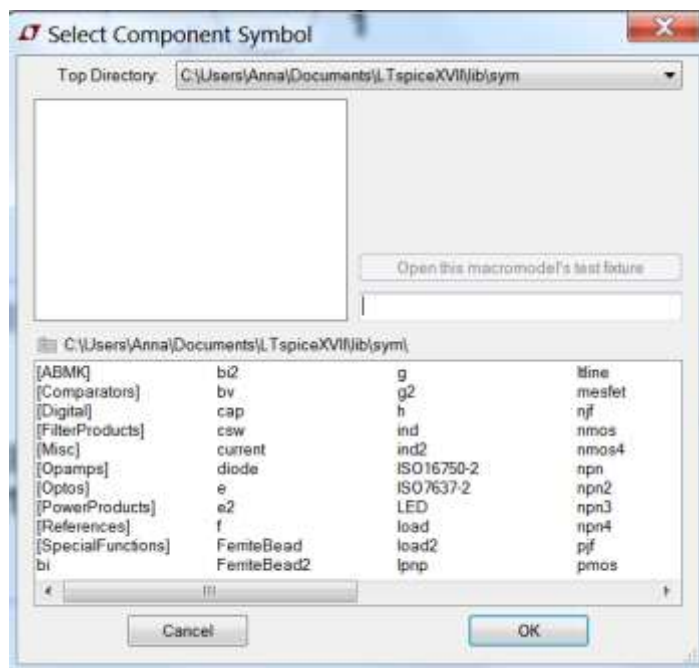 Select Component Symbol
Top Directory: C:\Users\Anna\Documents\LTspiceXVII\lib\sym
Open this macromodel's test fixture
C:\Users\Anna\Documents\LTspiceXVII\lib\sym\
[ABMK] bi2 g ltline
[Comparators] bv g2 mesfet
[Digital] cap h njf
[FilterProducts] csw ind nmos
[Misc] current ind2 nmos4
[Opamps] diode ISO16750-2 npn
[Optos] e ISO7637-2 npn2
[PowerProducts] e2 LED npn3
[References] f load npn4
[SpecialFunctions] FerriteBead load2 pjf
bi FerriteBead2 lpnp pmos
Cancel OK